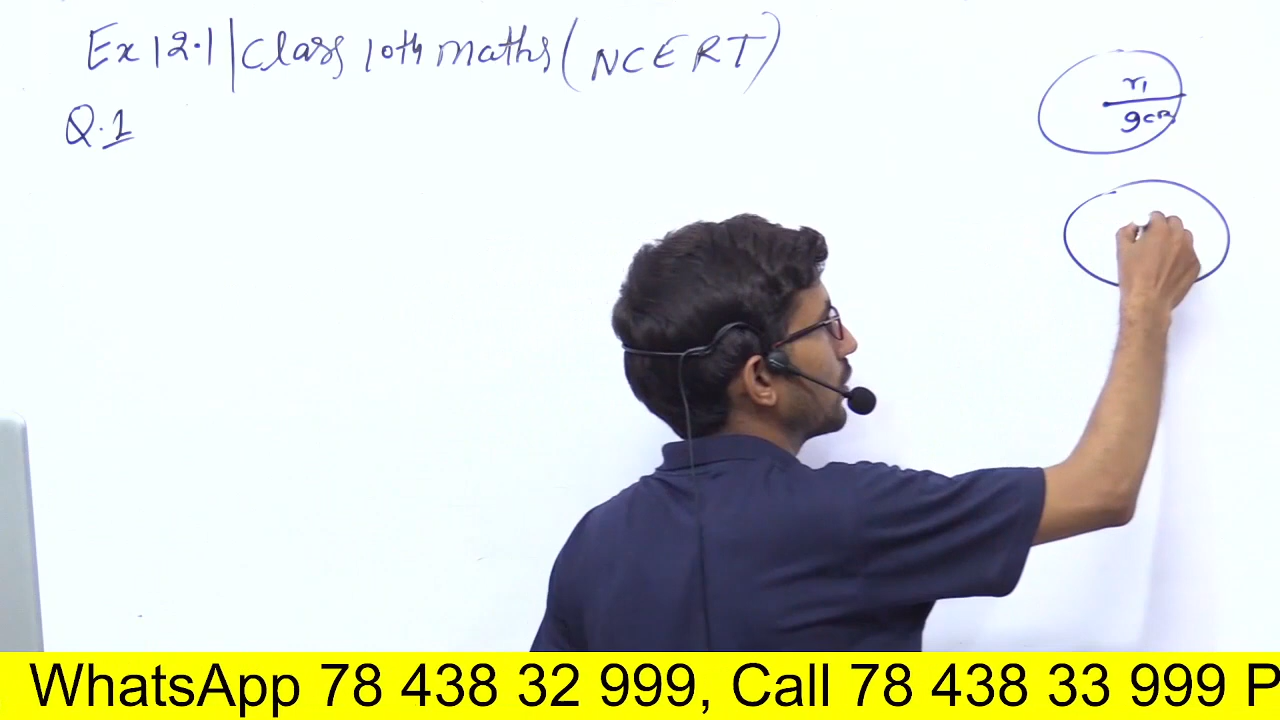 Ex 12.1 | Class 10th maths (NCERT)
Q.1
r1
9cm
WhatsApp 78 438 32 999, Call 78 438 33 999 P